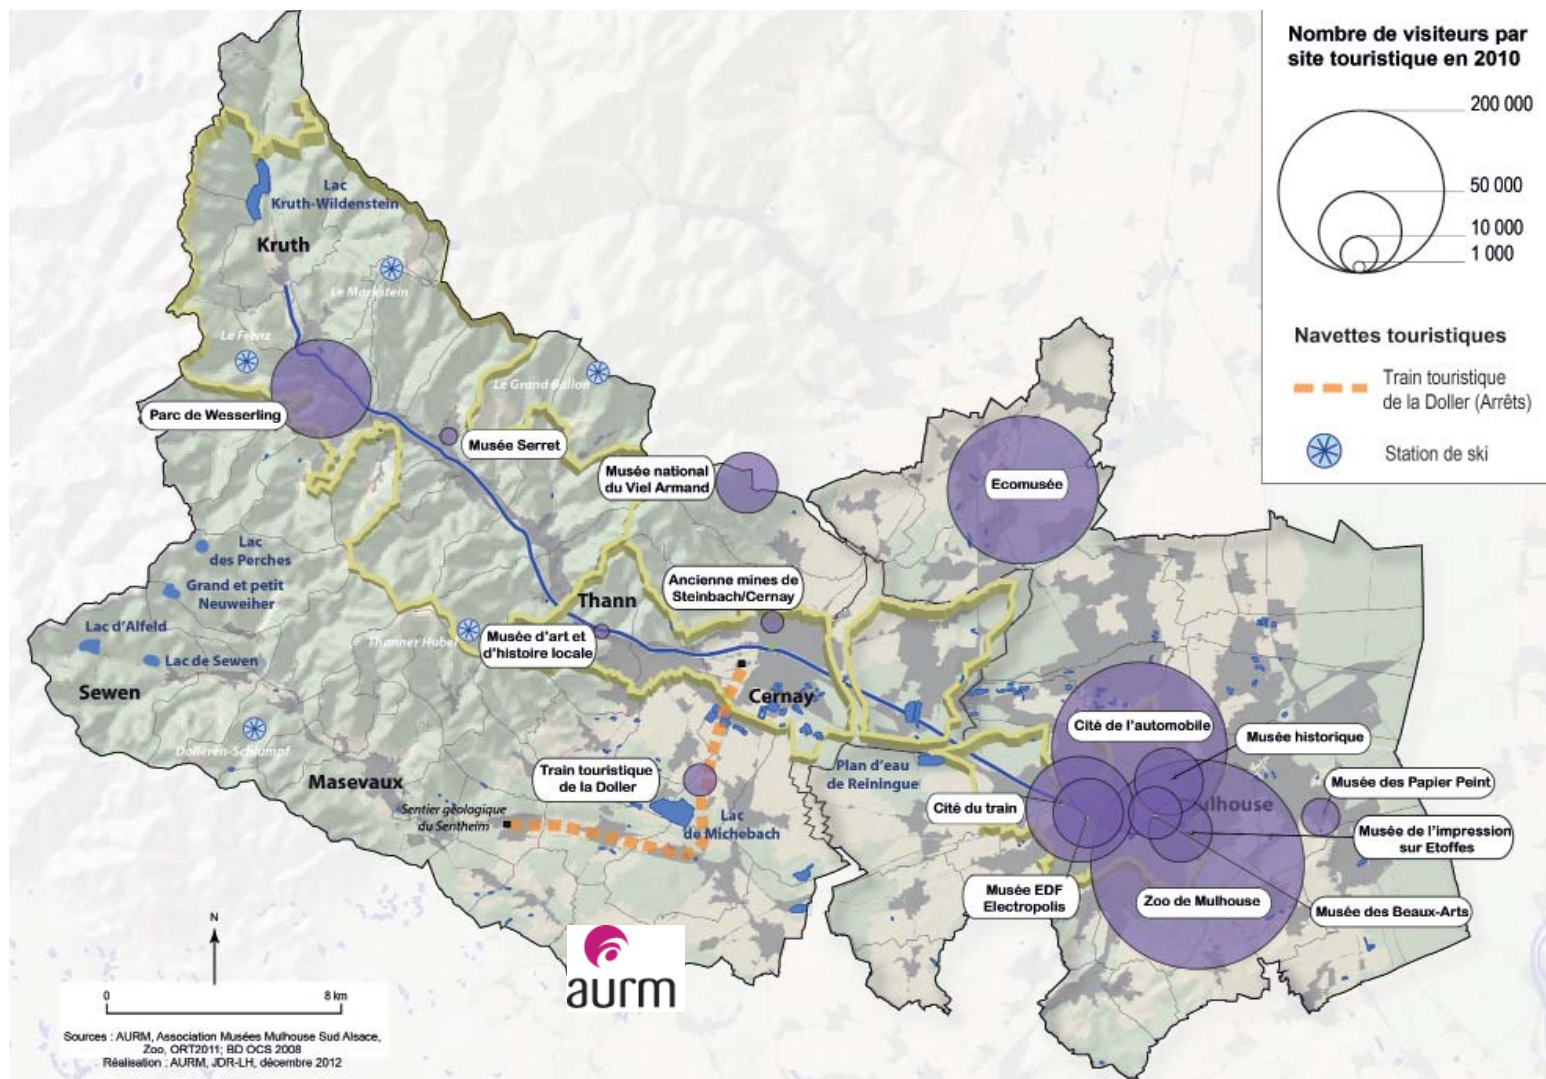 Nombre de visiteurs par
site touristique en 2010
200 000
50 000
10 000
1 000
Navettes touristiques
Train touristique
de la Doller (Arrêts)
Station de ski
Lac
Kruth-Wildenstein
Kruth
Le Markstein
Le Frenz
Le Grand Ballon
Parc de Wesserling
Musée Serret
Musée national
du Viel Armand
Ecomusée
Lac
des Perches
Grand et petit
Neuweiher
Ancienne mines de
Steinbach/Cernay
Thann
Lac d'Alfeld
Thanner Hubel
Musée d'art et
d'histoire locale
Lac de Sewen
Sewen
Cernay
Cité de l'automobile
Musée historique
Dolleren-Schlumpf
Masevaux
Train touristique
de la Doller
Plan d'eau
de Reiningue
Musée des Papier Peint
Cité du train
ulhouse
Sentier géologique
du Sentheim
Lac
de Michebach
Musée de l'impression
sur Etoffes
Musée EDF
Electropolis
Zoo de Mulhouse
Musée des Beaux-Arts
N
aurm
0 8 km
Sources : AURM, Association Musées Mulhouse Sud Alsace,
Zoo, ORT2011; BD OCS 2008
Réalisation : AURM, JDR-LH, décembre 2012